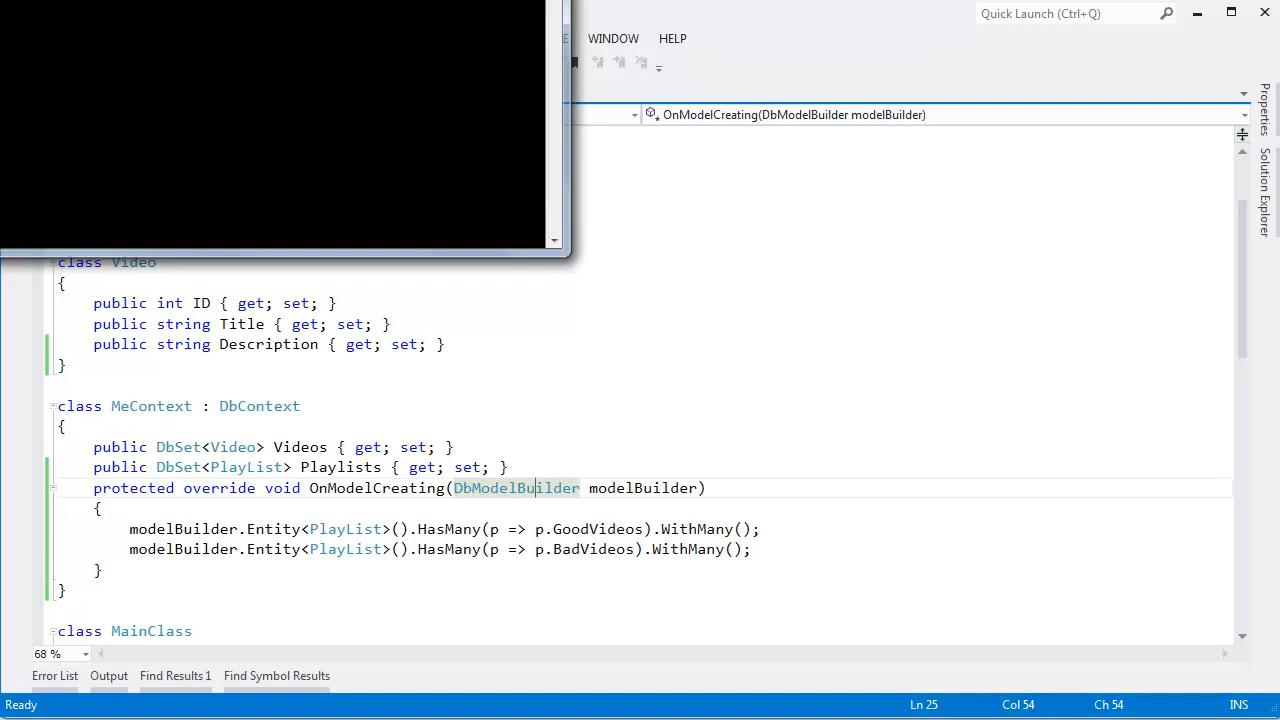 Quick Launch (Ctrl+Q)
WINDOW HELP
OnModelCreating(DbModelBuilder modelBuilder)
Properties
Solution Explorer
class Video
{
public int ID { get; set; }
public string Title { get; set; }
public string Description { get; set; }
}
class MeContext : DbContext
{
public DbSet<Video> Videos { get; set; }
public DbSet<PlayList> Playlists { get; set; }
protected override void OnModelCreating(DbModelBuilder modelBuilder)
{
modelBuilder.Entity<PlayList>().HasMany(p => p.GoodVideos).WithMany();
modelBuilder.Entity<PlayList>().HasMany(p => p.BadVideos).WithMany();
}
}
class MainClass
68 %
Error List Output Find Results 1 Find Symbol Results
Ready Ln 25 Col 54 Ch 54 INS